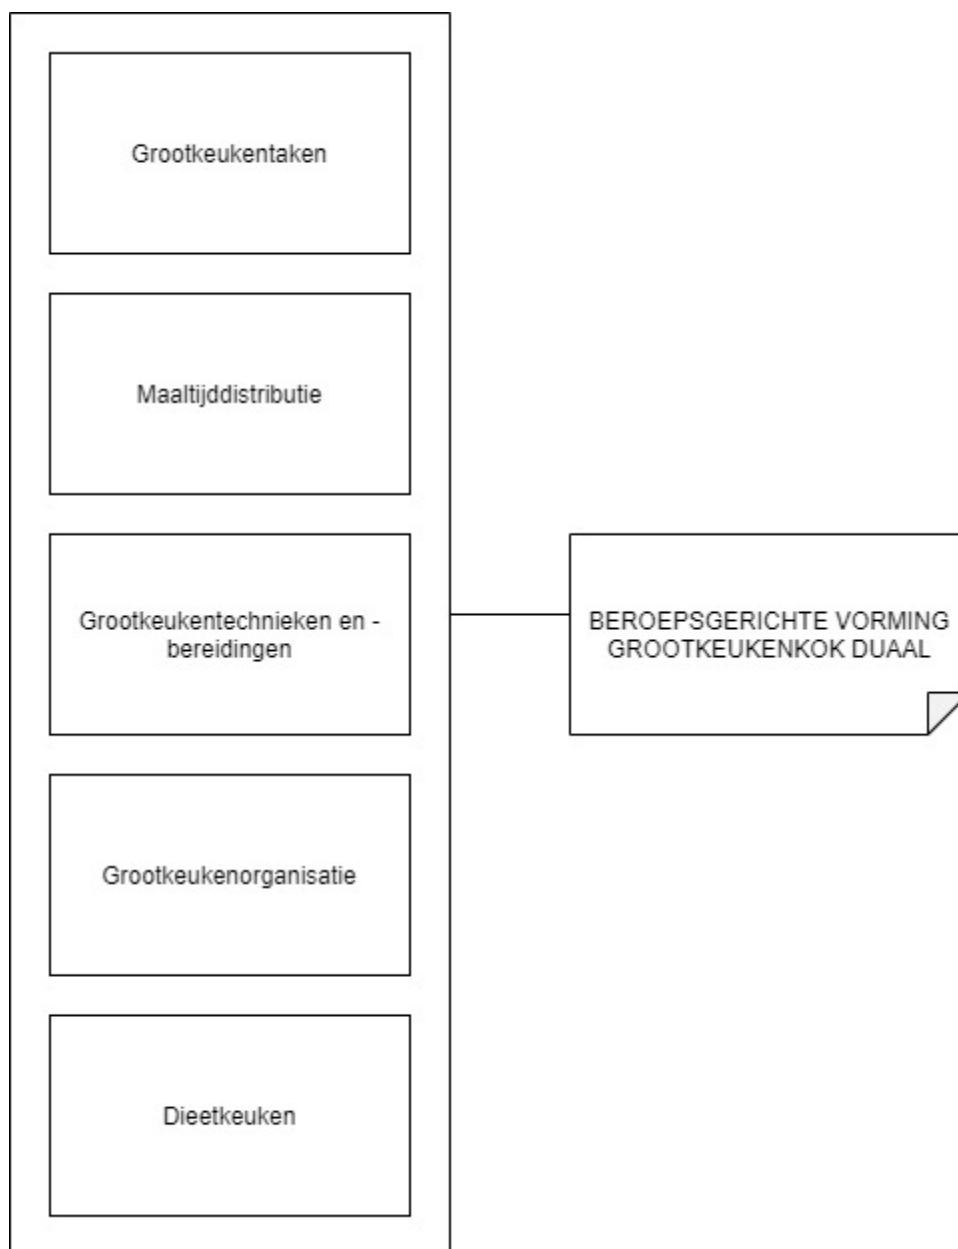 Grootkeukentaken
Maaltijddistributie
Grootkeukentechnieken en -
bereidingen
BEROEPSGERICHTE VORMING
GROOTKEUKENKOK DUAAL
Grootkeukenorganisatie
Dieetkeuken